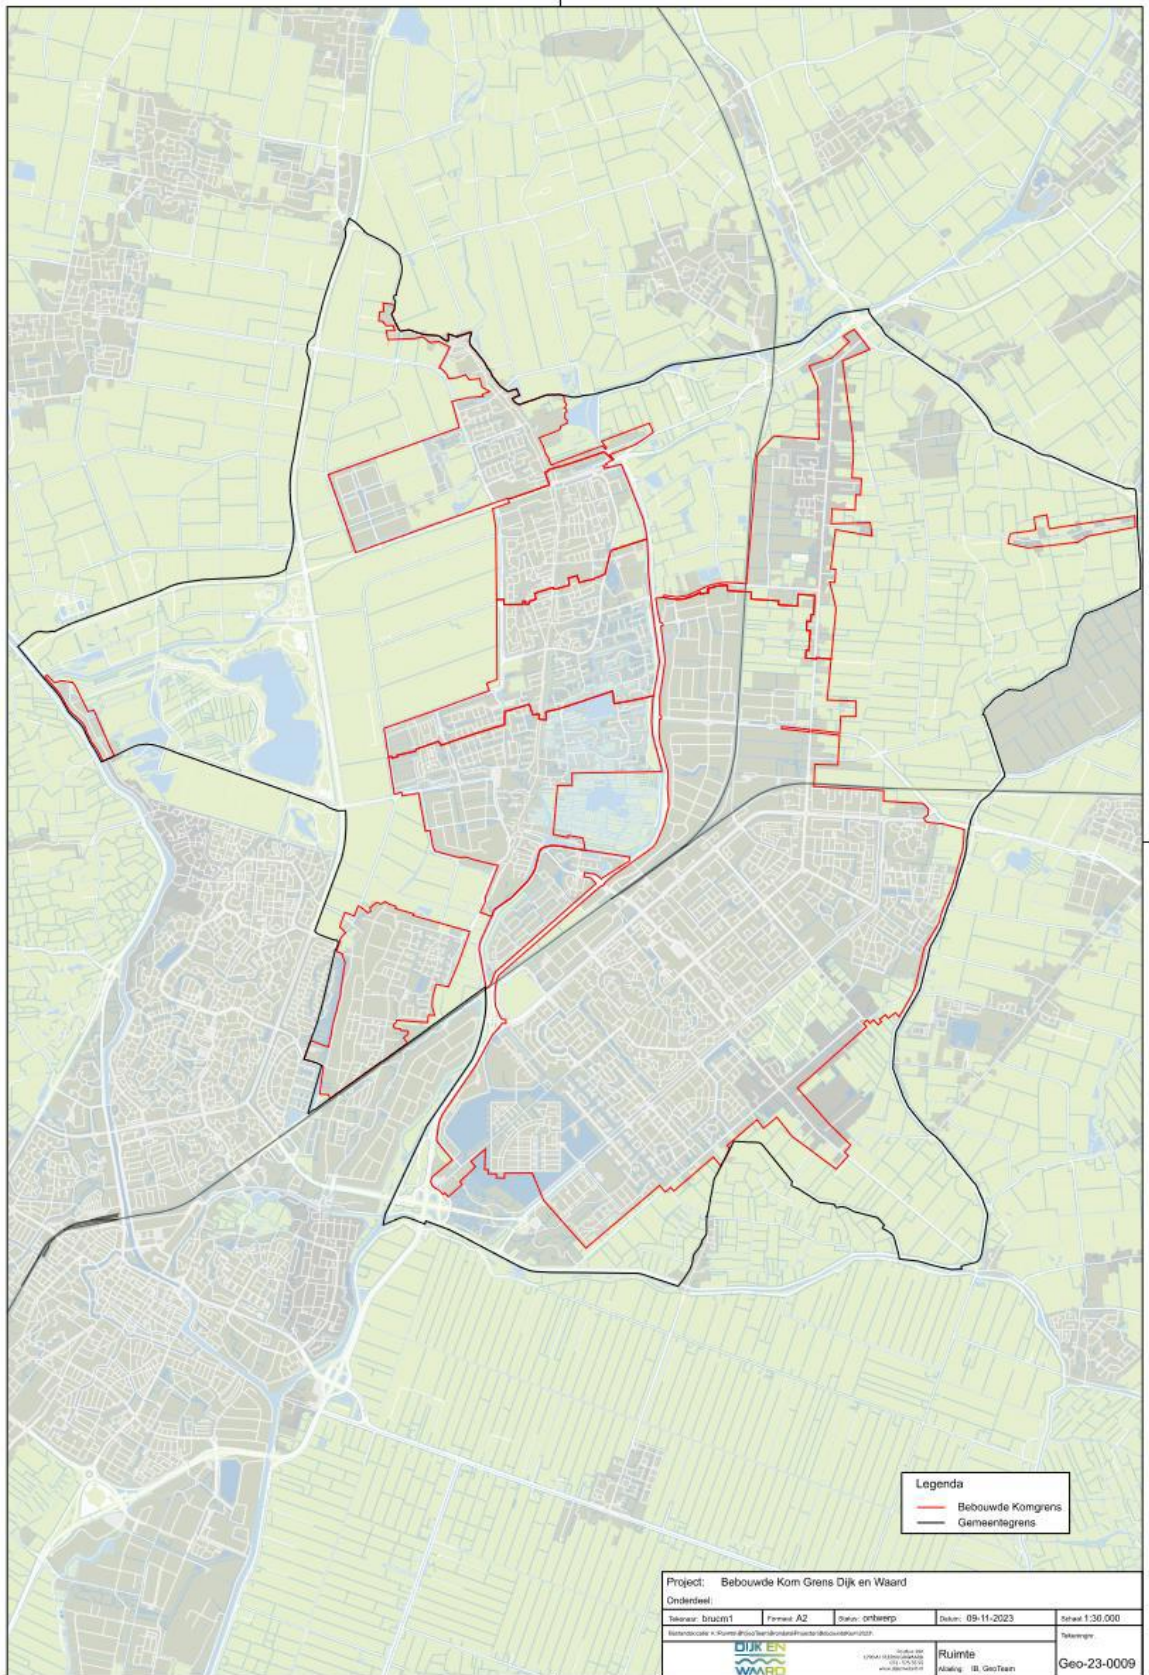 Legenda
Bebouwde Komgrens
Gemeentegrens
Project: Bebouwde Kom Grens Dijk en Waard
Onderdeel:
Tekenaar: brucm1 Formaat: A2 Status: ontwerp Datum: 09-11-2023 Schaal 1:30.000
Tekeningnr.
DIJK EN
WAARD
Ruimte
Afdeling IB, GeoTeam
Geo-23-0009